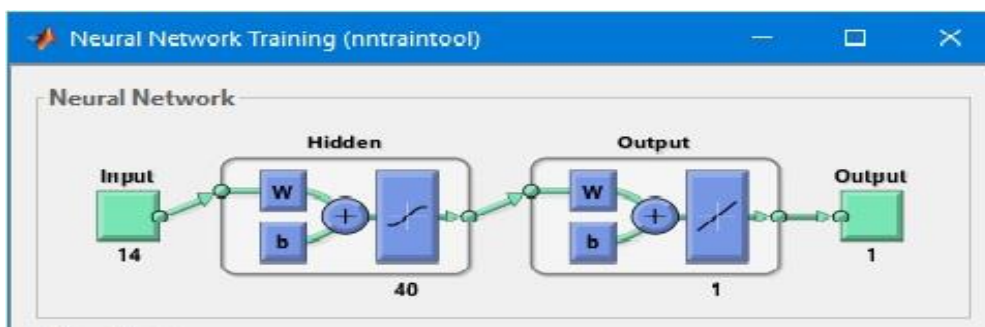 Neural Network Training (nntraintool)
Neural Network
Hidden Output
Input Output
W W
b b
14 1
40 1